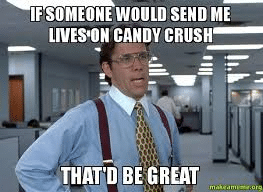 IF SOMEONE WOULD SEND ME
LIVES ON CANDY CRUSH
THAT'D BE GREAT
makeameme.org